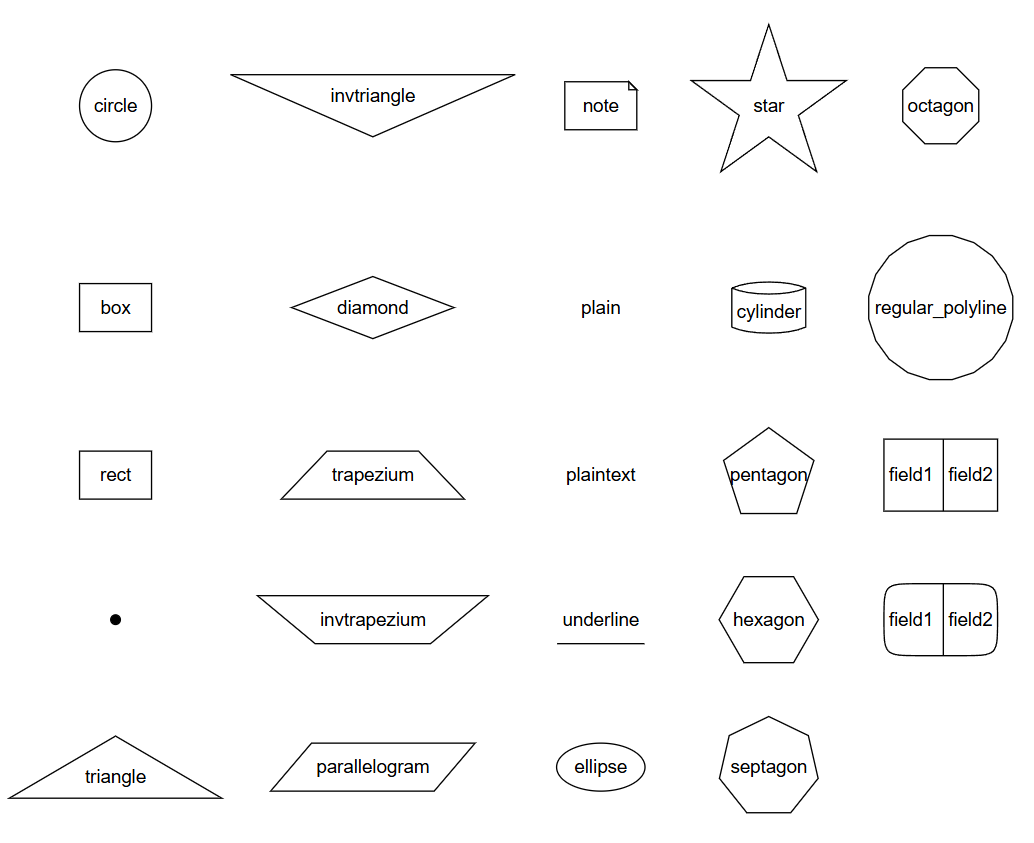 circle
invtriangle
note
star
octagon
box
diamond
plain
cylinder
regular_polyline
rect
trapezium
plaintext
pentagon
field1 field2
invtrapezium
underline
hexagon
field1 field2
triangle
parallelogram
ellipse
septagon